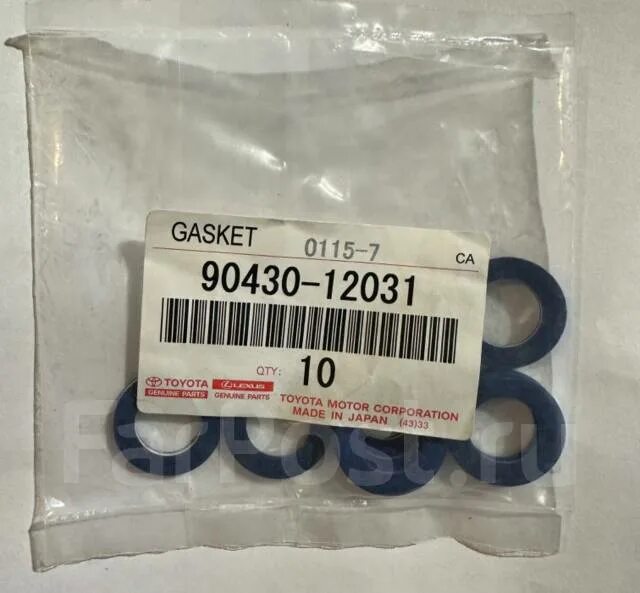 GASKET
0115-7
CA
90430-12031
QTY: 10
TOYOTA LEXUS
GENUINE PARTS GENUINE PARTS
TOYOTA MOTOR CORPORATION
MADE IN JAPAN (43)33
FarPost.ru